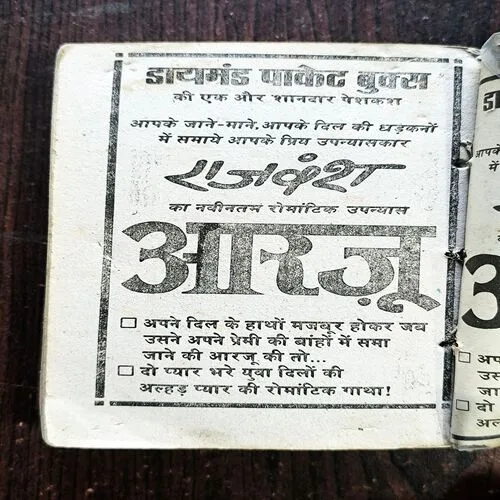 डायमंड पाकेट बुक्स
की एक और शानदार पेशकश
आपके जाने-माने, आपके दिल की धड़कनों
में समाये आपके प्रिय उपन्यासकार
राजवंश
का नवीनतम रोमांटिक उपन्यास
आरज़ू
अपने दिल के हाथों मजबूर होकर जब
उसने अपने प्रेमी की बांहों में समा
जाने की आरजू की तो...
दो प्यार भरे युवा दिलों की
अल्हड़ प्यार की रोमांटिक गाथा!